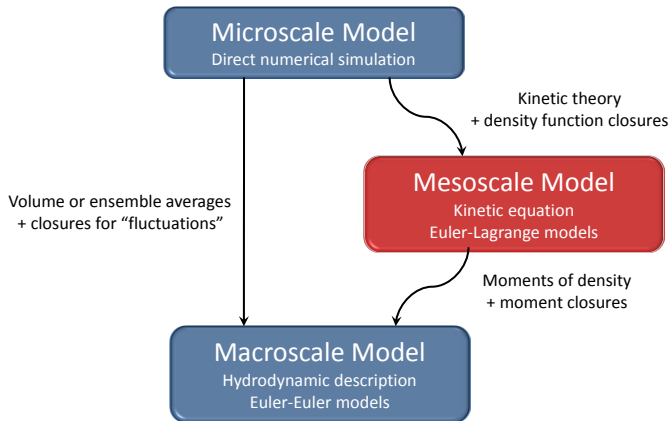 Microscale Model
Direct numerical simulation
Kinetic theory
+ density function closures
Mesoscale Model
Kinetic equation
Euler-Lagrange models
Volume or ensemble averages
+ closures for “fluctuations”
Moments of density
+ moment closures
Macroscale Model
Hydrodynamic description
Euler-Euler models